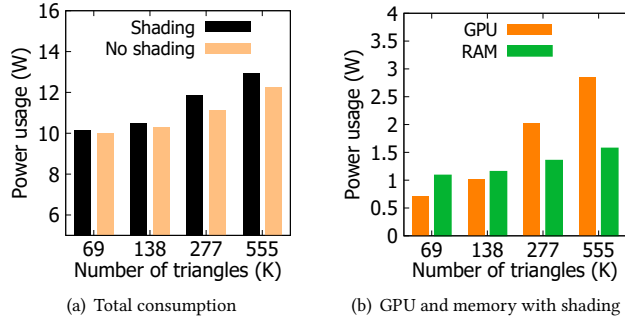 16
14
12
10
8
6
Power usage (W)
Shading
No shading
69 138 277 555
Number of triangles (K)
(a) Total consumption
4
3.5
3
2.5
2
1.5
1
0.5
0
Power usage (W)
GPU
RAM
69 138 277 555
Number of triangles (K)
(b) GPU and memory with shading